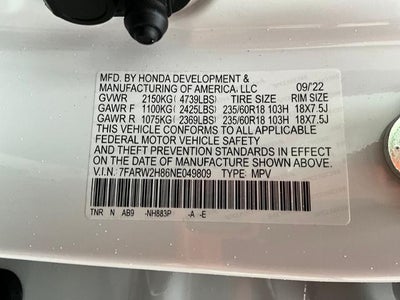 MFD. BY HONDA DEVELOPMENT &
MANUFACTURING OF AMERICA, LLC 09/'22
GVWR 2150KG( 4739LBS) TIRE SIZE RIM SIZE
GAWR F 1100KG( 2425LBS) 235/60R18 103H 18X7.5J
GAWR R 1075KG( 2369LBS) 235/60R18 103H 18X7.5J
THIS VEHICLE CONFORMS TO ALL APPLICABLE
FEDERAL MOTOR VEHICLE SAFETY
AND THEFT PREVENTION STANDARDS IN EFFECT ON
THE DATE OF MANUFACTURE SHOWN ABOVE.
V.I.N. 7FARW2H86NE049809 TYPE: MPV
TNR N AB9 -NH883P -A -E